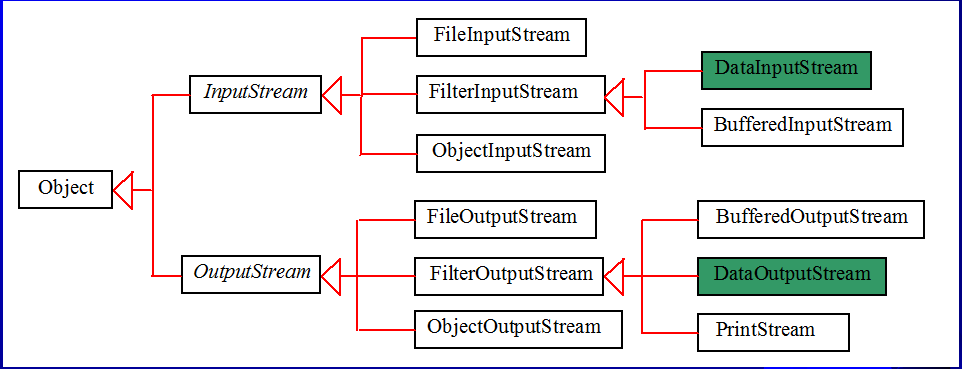 FileInputStream
DataInputStream
InputStream
FilterInputStream
BufferedInputStream
ObjectInputStream
Object
FileOutputStream
BufferedOutputStream
OutputStream
FilterOutputStream
DataOutputStream
ObjectOutputStream
PrintStream